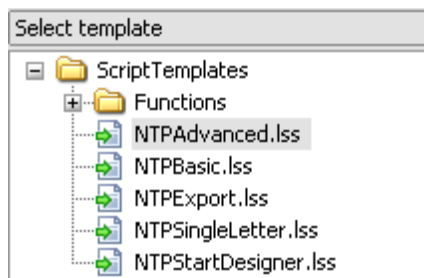 Select template
ScriptTemplates
Functions
NTPAdvanced.lss
NTPBasic.lss
NTPExport.lss
NTPSingleLetter.lss
NTPStartDesigner.lss